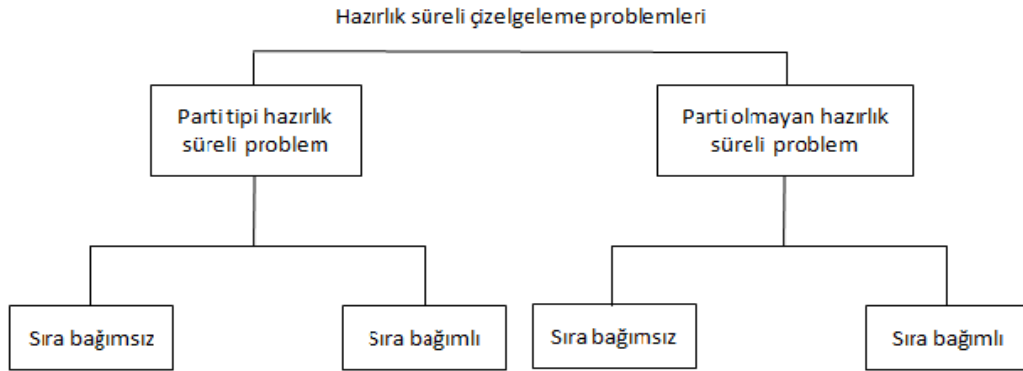 Hazırlık süreli çizelgeleme problemleri
Parti tipi hazırlık
süreli problem
Parti olmayan hazırlık
süreli problem
Sıra bağımsız
Sıra bağımlı
Sıra bağımsız
Sıra bağımlı